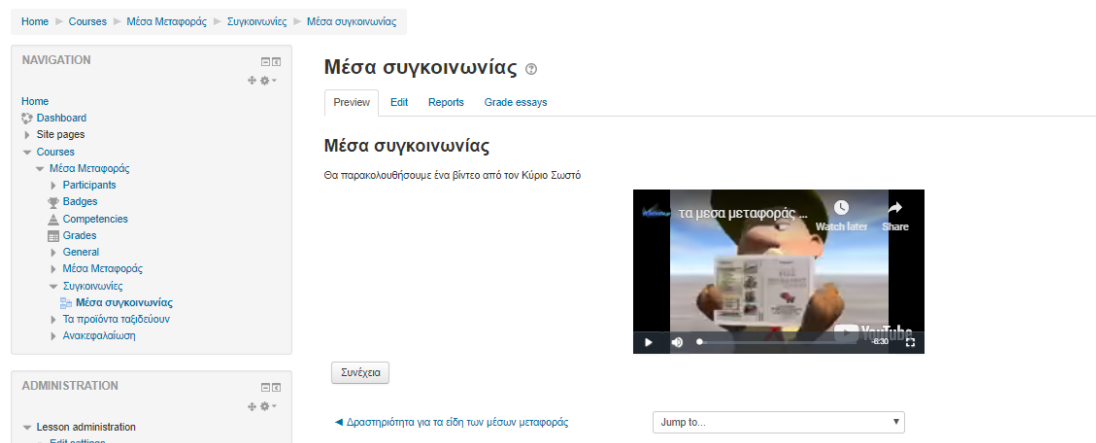 Home ► Courses ► Μέσα Μεταφοράς ► Συγκοινωνίες ► Μέσα συγκοινωνίας
NAVIGATION
Home
Dashboard
Site pages
Courses
Μέσα Μεταφοράς
Participants
Badges
Competencies
Grades
General
Μέσα Μεταφοράς
Συγκοινωνίες
Μέσα συγκοινωνίας
Τα προϊόντα ταξιδεύουν
Ανακεφαλαίωση
ADMINISTRATION
Lesson administration
Edit settings
Μέσα συγκοινωνίας
Preview Edit Reports Grade essays
Μέσα συγκοινωνίας
Θα παρακολουθήσουμε ένα βίντεο από τον Κύριο Σωστό
τα μεσα μεταφοράς ...
Watch later Share
YouTube
-6:30
Συνέχεια
◄ Δραστηριότητα για τα είδη των μέσων μεταφοράς
Jump to...